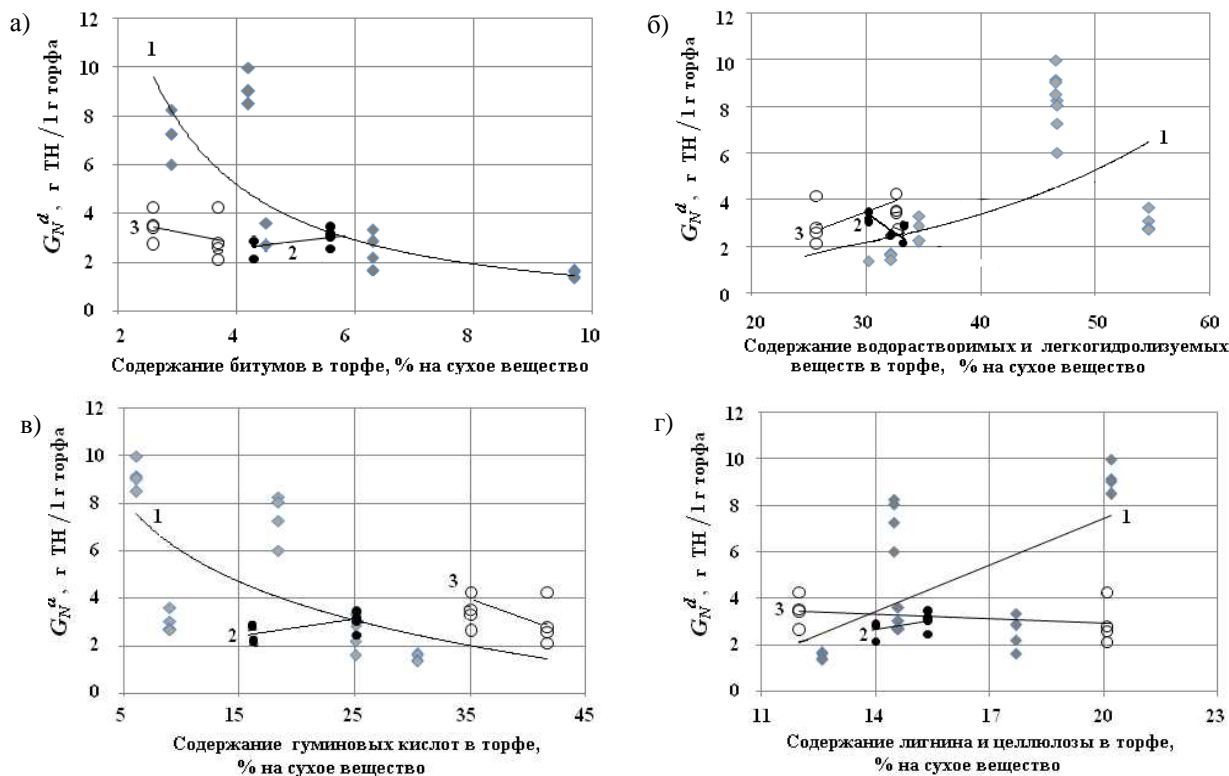 а)
G_N^d, г ТН / 1 г торфа
12
10
8
6
4
2
0
1
3
2
2 4 6 8 10
Содержание битумов в торфе, % на сухое вещество
б)
G_N^d, г ТН / 1 г торфа
12
10
8
6
4
2
0
1
2
3
20 30 40 50 60
Содержание водорастворимых и легкогидролизуемых
веществ в торфе, % на сухое вещество
в)
G_N^d, г ТН / 1 г торфа
12
10
8
6
4
2
0
1
3
2
5 15 25 35 45
Содержание гуминовых кислот в торфе,
% на сухое вещество
г)
G_N^d, г ТН / 1 г торфа
12
10
8
6
4
2
0
1
3
2
11 14 17 20 23
Содержание лигнина и целлюлозы в торфе,
% на сухое вещество